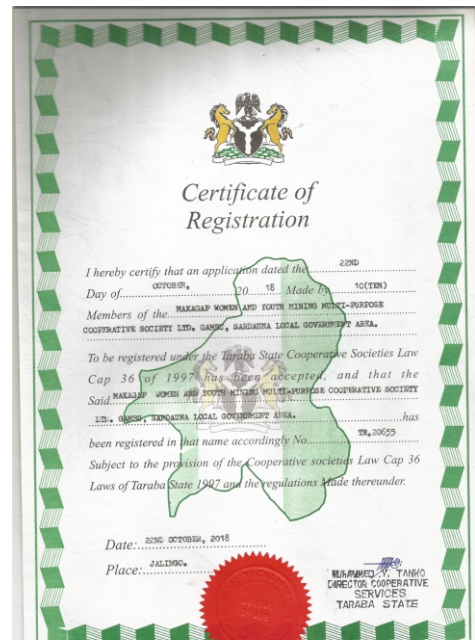 Certificate of
Registration
I hereby certify that an application dated the 22ND
Day of OCTOBER, 20 18 Made by 10(TEN)
Members of the MAKAGAP WOMEN AND YOUTH MINING MULTI-PURPOSE
COOPERATIVE SOCIETY LTD. GAMBU, SARDAUNA LOCAL GOVERNMENT AREA.
To be registered under the Taraba State Cooperative Societies Law
Cap 36 of 1997 has been accepted, and that the
Said MAKAGAP WOMEN AND YOUTH MINING MULTI-PURPOSE COOPERATIVE SOCIETY
LTD. GAMBU, SARDAUNA LOCAL GOVERNMENT AREA. has
been registered in that name accordingly No. TR,20655
Subject to the provision of the Cooperative societies Law Cap 36
Laws of Taraba State 1997 and the regulations Made thereunder.
Date: 22ND OCTOBER, 2018
Place: JALINGO.
MUHAMMED Y. TANKO
DIRECTOR COOPERATIVE
SERVICES
TARABA STATE